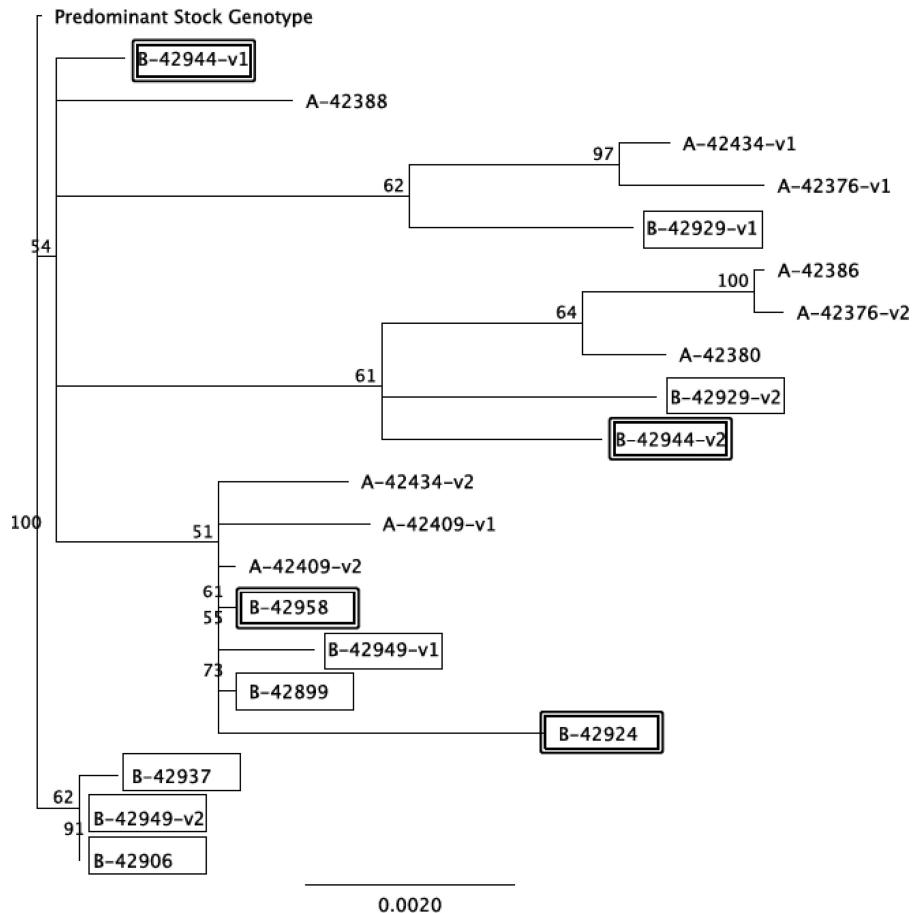 Predominant Stock Genotype
B-42944-v1
A-42388
97
A-42434-v1
A-42376-v1
62
B-42929-v1
54
A-42386
100
A-42376-v2
64
A-42380
61
B-42929-v2
B-42944-v2
A-42434-v2
100
51
A-42409-v1
A-42409-v2
61
B-42958
55
B-42949-v1
73
B-42899
B-42924
B-42937
62
B-42949-v2
91
B-42906
0.0020